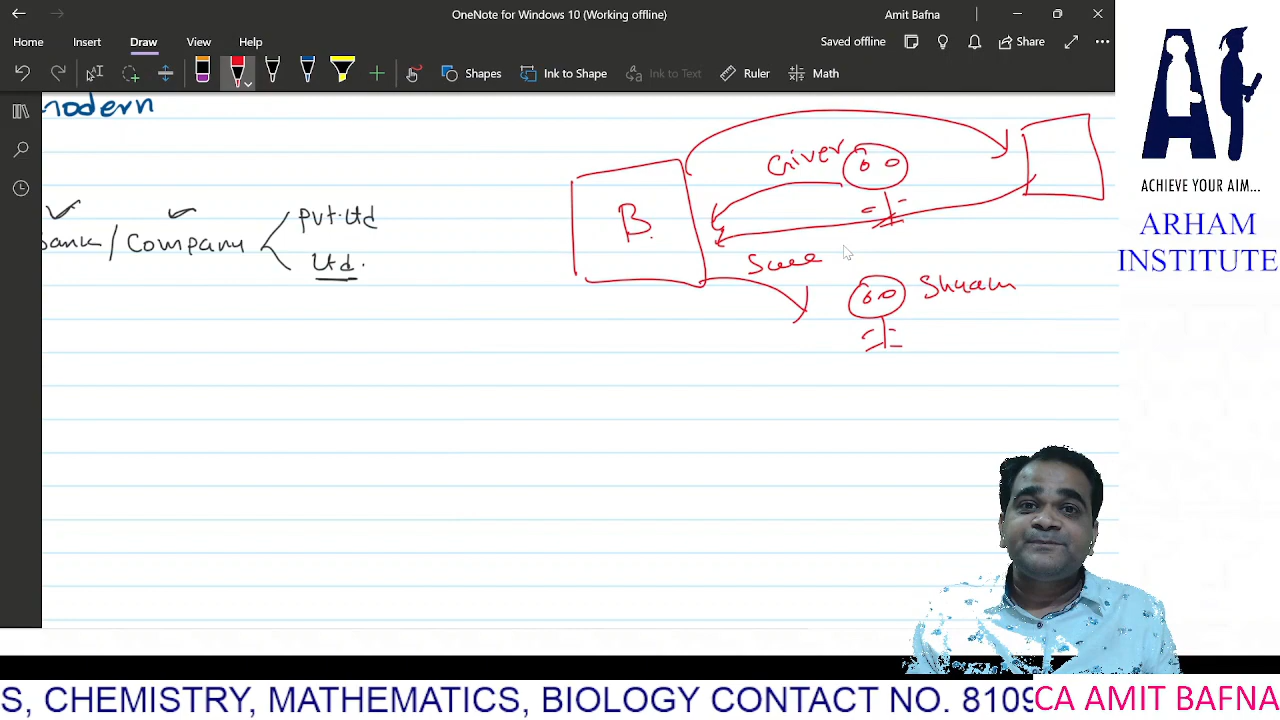 OneNote for Windows 10 (Working offline)
Amit Bafna
Home Insert Draw View Help
Saved offline
Share
Shapes
Ink to Shape
Ink to Text
Ruler
Math
modern
Giver
B
bank / Company
Pvt. Ltd
Ltd.
Shyam
ACHIEVE YOUR AIM...
ARHAM
INSTITUTE
S, CHEMISTRY, MATHEMATICS, BIOLOGY CONTACT NO. 8109
CA AMIT BAFNA